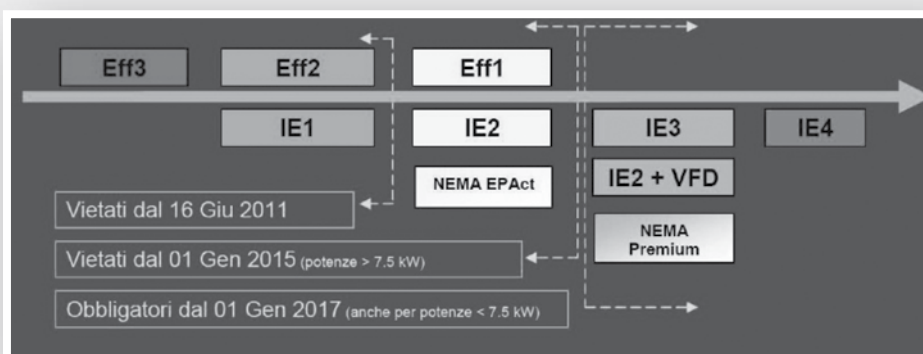 Eff3
Eff2
Eff1
IE1
IE2
IE3
IE4
NEMA EPAct
IE2 + VFD
NEMA
Premium
Vietati dal 16 Giu 2011
Vietati dal 01 Gen 2015 (potenze > 7.5 kW)
Obbligatori dal 01 Gen 2017 (anche per potenze < 7.5 kW)